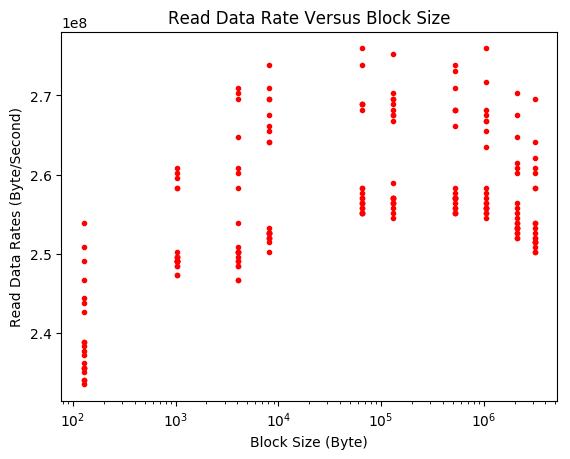 Read Data Rate Versus Block Size
1e8
2.7
2.6
2.5
2.4
Read Data Rates (Byte/Second)
10^2 10^3 10^4 10^5 10^6
Block Size (Byte)